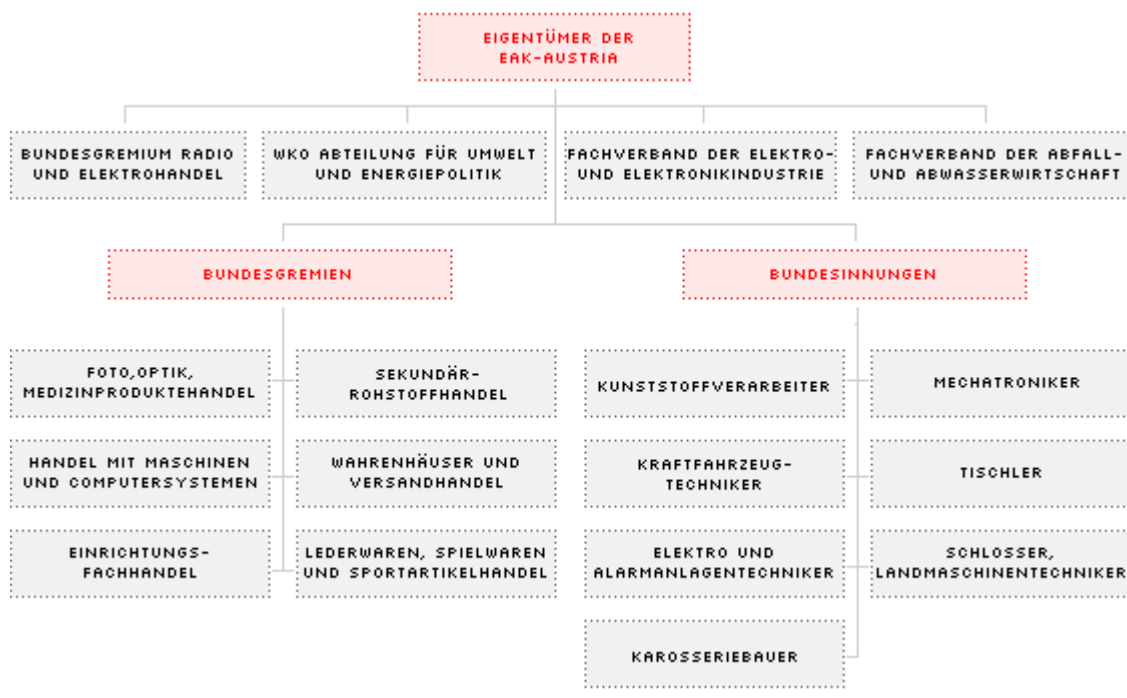 EIGENTÜMER DER
EAK-AUSTRIA
BUNDESGREMIUM RADIO
UND ELEKTROHANDEL
WKO ABTEILUNG FÜR UMWELT
UND ENERGIEPOLITIK
FACHVERBAND DER ELEKTRO-
UND ELEKTRONIKINDUSTRIE
FACHVERBAND DER ABFALL-
UND ABWASSERWIRTSCHAFT
BUNDESGREMIEN
BUNDESINNUNGEN
FOTO,OPTIK,
MEDIZINPRODUKTEHANDEL
SEKUNDÄR-
ROHSTOFFHANDEL
HANDEL MIT MASCHINEN
UND COMPUTERSYSTEMEN
WAHRENHÄUSER UND
VERSANDHANDEL
EINRICHTUNGS-
FACHHANDEL
LEDERWAREN, SPIELWAREN
UND SPORTARTIKELHANDEL
KUNSTSTOFFVERARBEITER
MECHATRONIKER
KRAFTFAHRZEUG-
TECHNIKER
TISCHLER
ELEKTRO UND
ALARMANLAGENTECHNIKER
SCHLOSSER,
LANDMASCHINENTECHNIKER
KAROSSERIEBAUER